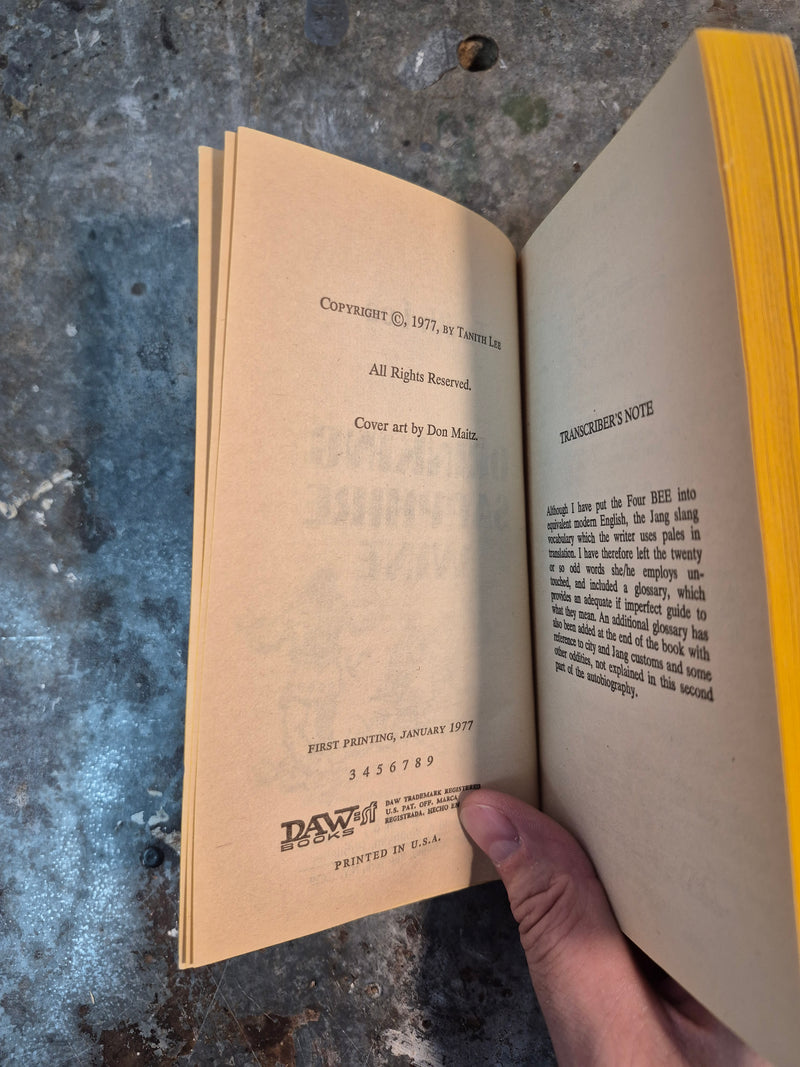 COPYRIGHT ©, 1977, BY TANITH LEE
All Rights Reserved.
Cover art by Don Maitz.
FIRST PRINTING, JANUARY 1977
3 4 5 6 7 8 9
DAW sf
BOOKS
DAW TRADEMARK REGISTERED
U.S. PAT. OFF. MARCA
REGISTRADA, HECHO EN
PRINTED IN U.S.A.
TRANSCRIBER'S NOTE
Although I have put the Four BEE into
equivalent modern English, the Jang slang
vocabulary which the writer uses pales in
translation. I have therefore left the twenty
or so odd words she/he employs un-
touched, and included a glossary, which
provides an adequate if imperfect guide to
what they mean. An additional glossary has
also been added at the end of the book with
reference to city and Jang customs and some
other oddities, not explained in this second
part of the autobiography.